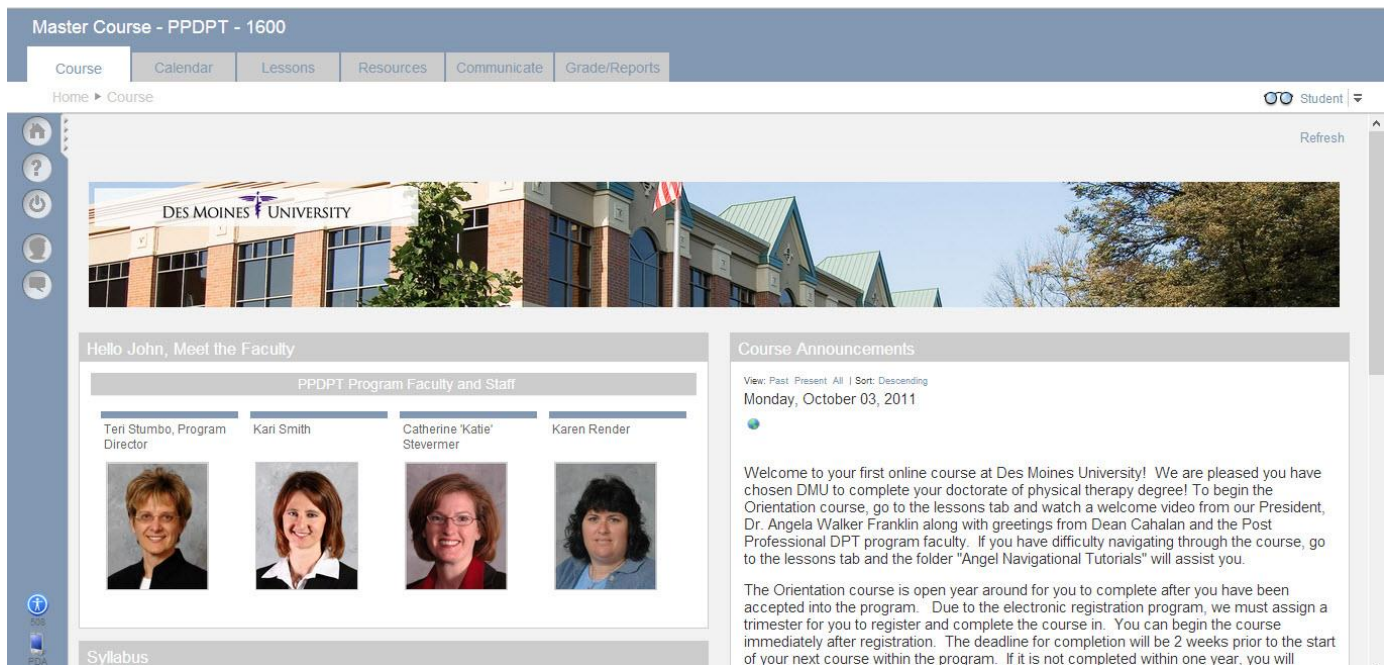 Master Course - PPDPT - 1600
Course
Calendar
Lessons
Resources
Communicate
Grade/Reports
Home ▸ Course
Student
Refresh
DES MOINES UNIVERSITY
Hello John, Meet the Faculty
PPDPT Program Faculty and Staff
Teri Stumbo, Program
Director
Kari Smith
Catherine 'Katie'
Stevermer
Karen Render
Syllabus
508
PDA
Course Announcements
View: Past Present All | Sort: Descending
Monday, October 03, 2011
Welcome to your first online course at Des Moines University! We are pleased you have
chosen DMU to complete your doctorate of physical therapy degree! To begin the
Orientation course, go to the lessons tab and watch a welcome video from our President,
Dr. Angela Walker Franklin along with greetings from Dean Cahalan and the Post
Professional DPT program faculty. If you have difficulty navigating through the course, go
to the lessons tab and the folder "Angel Navigational Tutorials" will assist you.
The Orientation course is open year around for you to complete after you have been
accepted into the program. Due to the electronic registration program, we must assign a
trimester for you to register and complete the course in. You can begin the course
immediately after registration. The deadline for completion will be 2 weeks prior to the start
of your next course within the program. If it is not completed within one year, you will